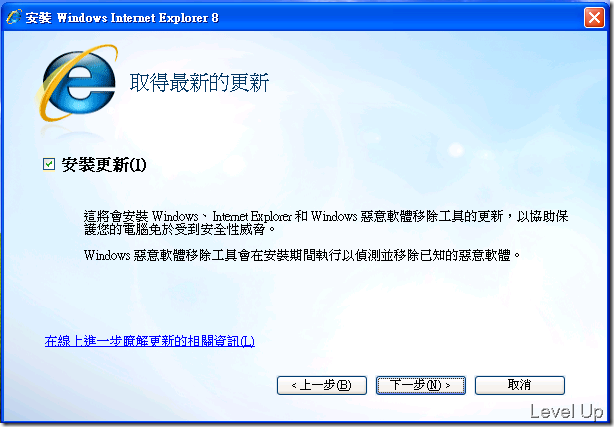 安裝 Windows Internet Explorer 8
取得最新的更新
安裝更新(I)
這將會安裝 Windows、Internet Explorer 和 Windows 惡意軟體移除工具的更新，以協助保
護您的電腦免於受到安全性威脅。
Windows 惡意軟體移除工具會在安裝期間執行以偵測並移除已知的惡意軟體。
在線上進一步瞭解更新的相關資訊(L)
< 上一步(B) 下一步(N) > 取消
Level Up